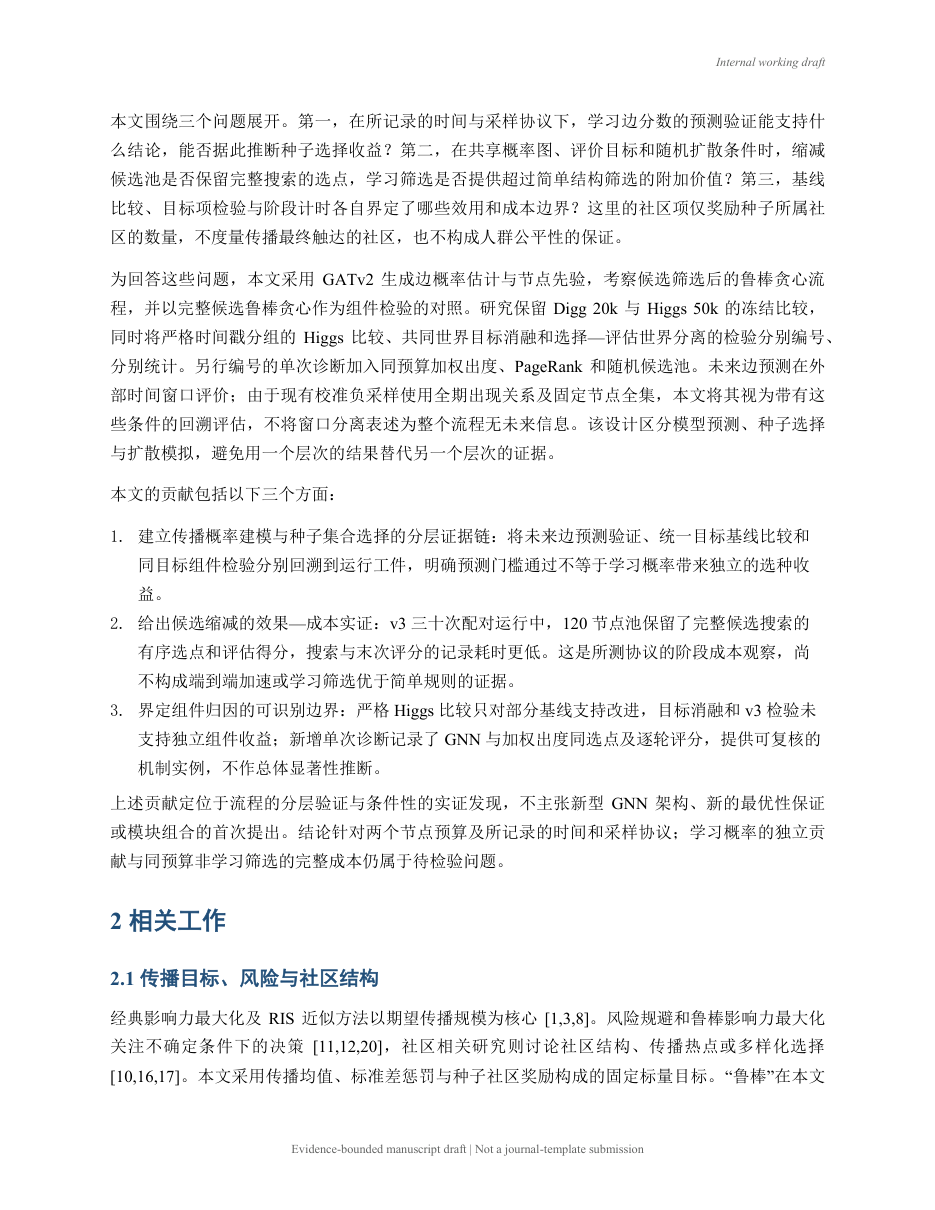 Internal working draft
本文围绕三个问题展开。第一，在所记录的时间与采样协议下，学习边分数的预测验证能支持什
么结论，能否据此推断种子选择收益？第二，在共享概率图、评价目标和随机扩散条件时，缩减
候选池是否保留完整搜索的选点，学习筛选是否提供超过简单结构筛选的附加价值？第三，基线
比较、目标项检验与阶段计时各自界定了哪些效用和成本边界？这里的社区项仅奖励种子所属社
区的数量，不度量传播最终触达的社区，也不构成人群公平性的保证。
为回答这些问题，本文采用 GATv2 生成边概率估计与节点先验，考察候选筛选后的鲁棒贪心流
程，并以完整候选鲁棒贪心作为组件检验的对照。研究保留 Digg 20k 与 Higgs 50k 的冻结比较，
同时将严格时间戳分组的 Higgs 比较、共同世界目标消融和选择—评估世界分离的检验分别编号、
分别统计。另行编号的单次诊断加入同预算加权出度、PageRank 和随机候选池。未来边预测在外
部时间窗口评价；由于现有校准负采样使用全期出现关系及固定节点全集，本文将其视为带有这
些条件的回溯评估，不将窗口分离表述为整个流程无未来信息。该设计区分模型预测、种子选择
与扩散模拟，避免用一个层次的结果替代另一个层次的证据。
本文的贡献包括以下三个方面：
1. 建立传播概率建模与种子集合选择的分层证据链：将未来边预测验证、统一目标基线比较和
同目标组件检验分别回溯到运行工件，明确预测门槛通过不等于学习概率带来独立的选种收
益。
2. 给出候选缩减的效果—成本实证：v3 三十次配对运行中，120 节点池保留了完整候选搜索的
有序选点和评估得分，搜索与末次评分的记录耗时更低。这是所测协议的阶段成本观察，尚
不构成端到端加速或学习筛选优于简单规则的证据。
3. 界定组件归因的可识别边界：严格 Higgs 比较只对部分基线支持改进，目标消融和 v3 检验未
支持独立组件收益；新增单次诊断记录了 GNN 与加权出度同选点及逐轮评分，提供可复核的
机制实例，不作总体显著性推断。
上述贡献定位于流程的分层验证与条件性的实证发现，不主张新型 GNN 架构、新的最优性保证
或模块组合的首次提出。结论针对两个节点预算及所记录的时间和采样协议；学习概率的独立贡
献与同预算非学习筛选的完整成本仍属于待检验问题。
2 相关工作
2.1 传播目标、风险与社区结构
经典影响力最大化及 RIS 近似方法以期望传播规模为核心 [1,3,8]。风险规避和鲁棒影响力最大化
关注不确定条件下的决策 [11,12,20]，社区相关研究则讨论社区结构、传播热点或多样化选择
[10,16,17]。本文采用传播均值、标准差惩罚与种子社区奖励构成的固定标量目标。“鲁棒”在本文
Evidence-bounded manuscript draft | Not a journal-template submission